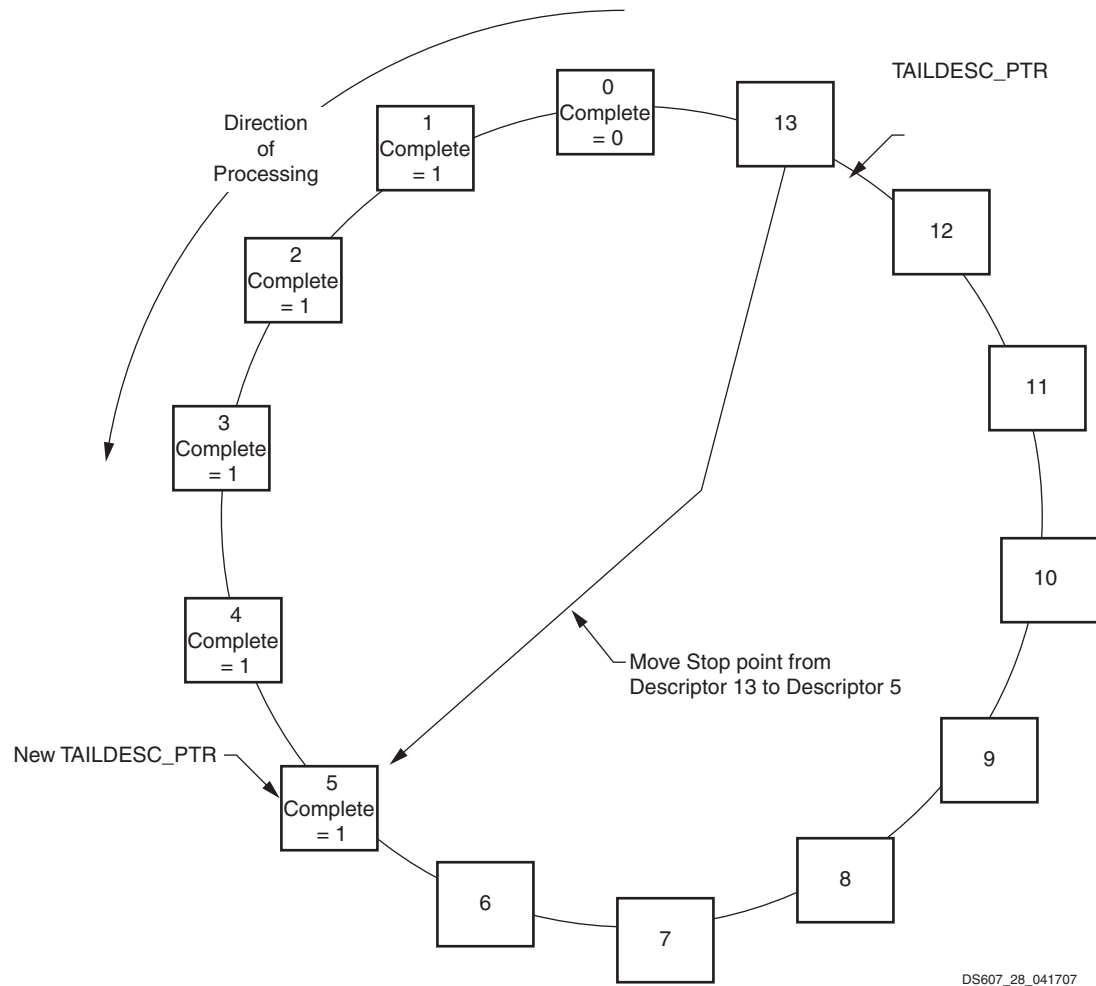 TAILDESC_PTR
0
Complete
= 0
13
1
Complete
= 1
Direction
of
Processing
12
2
Complete
= 1
11
3
Complete
= 1
10
4
Complete
= 1
Move Stop point from
Descriptor 13 to Descriptor 5
New TAILDESC_PTR
9
5
Complete
= 1
8
6
7
DS607_28_041707